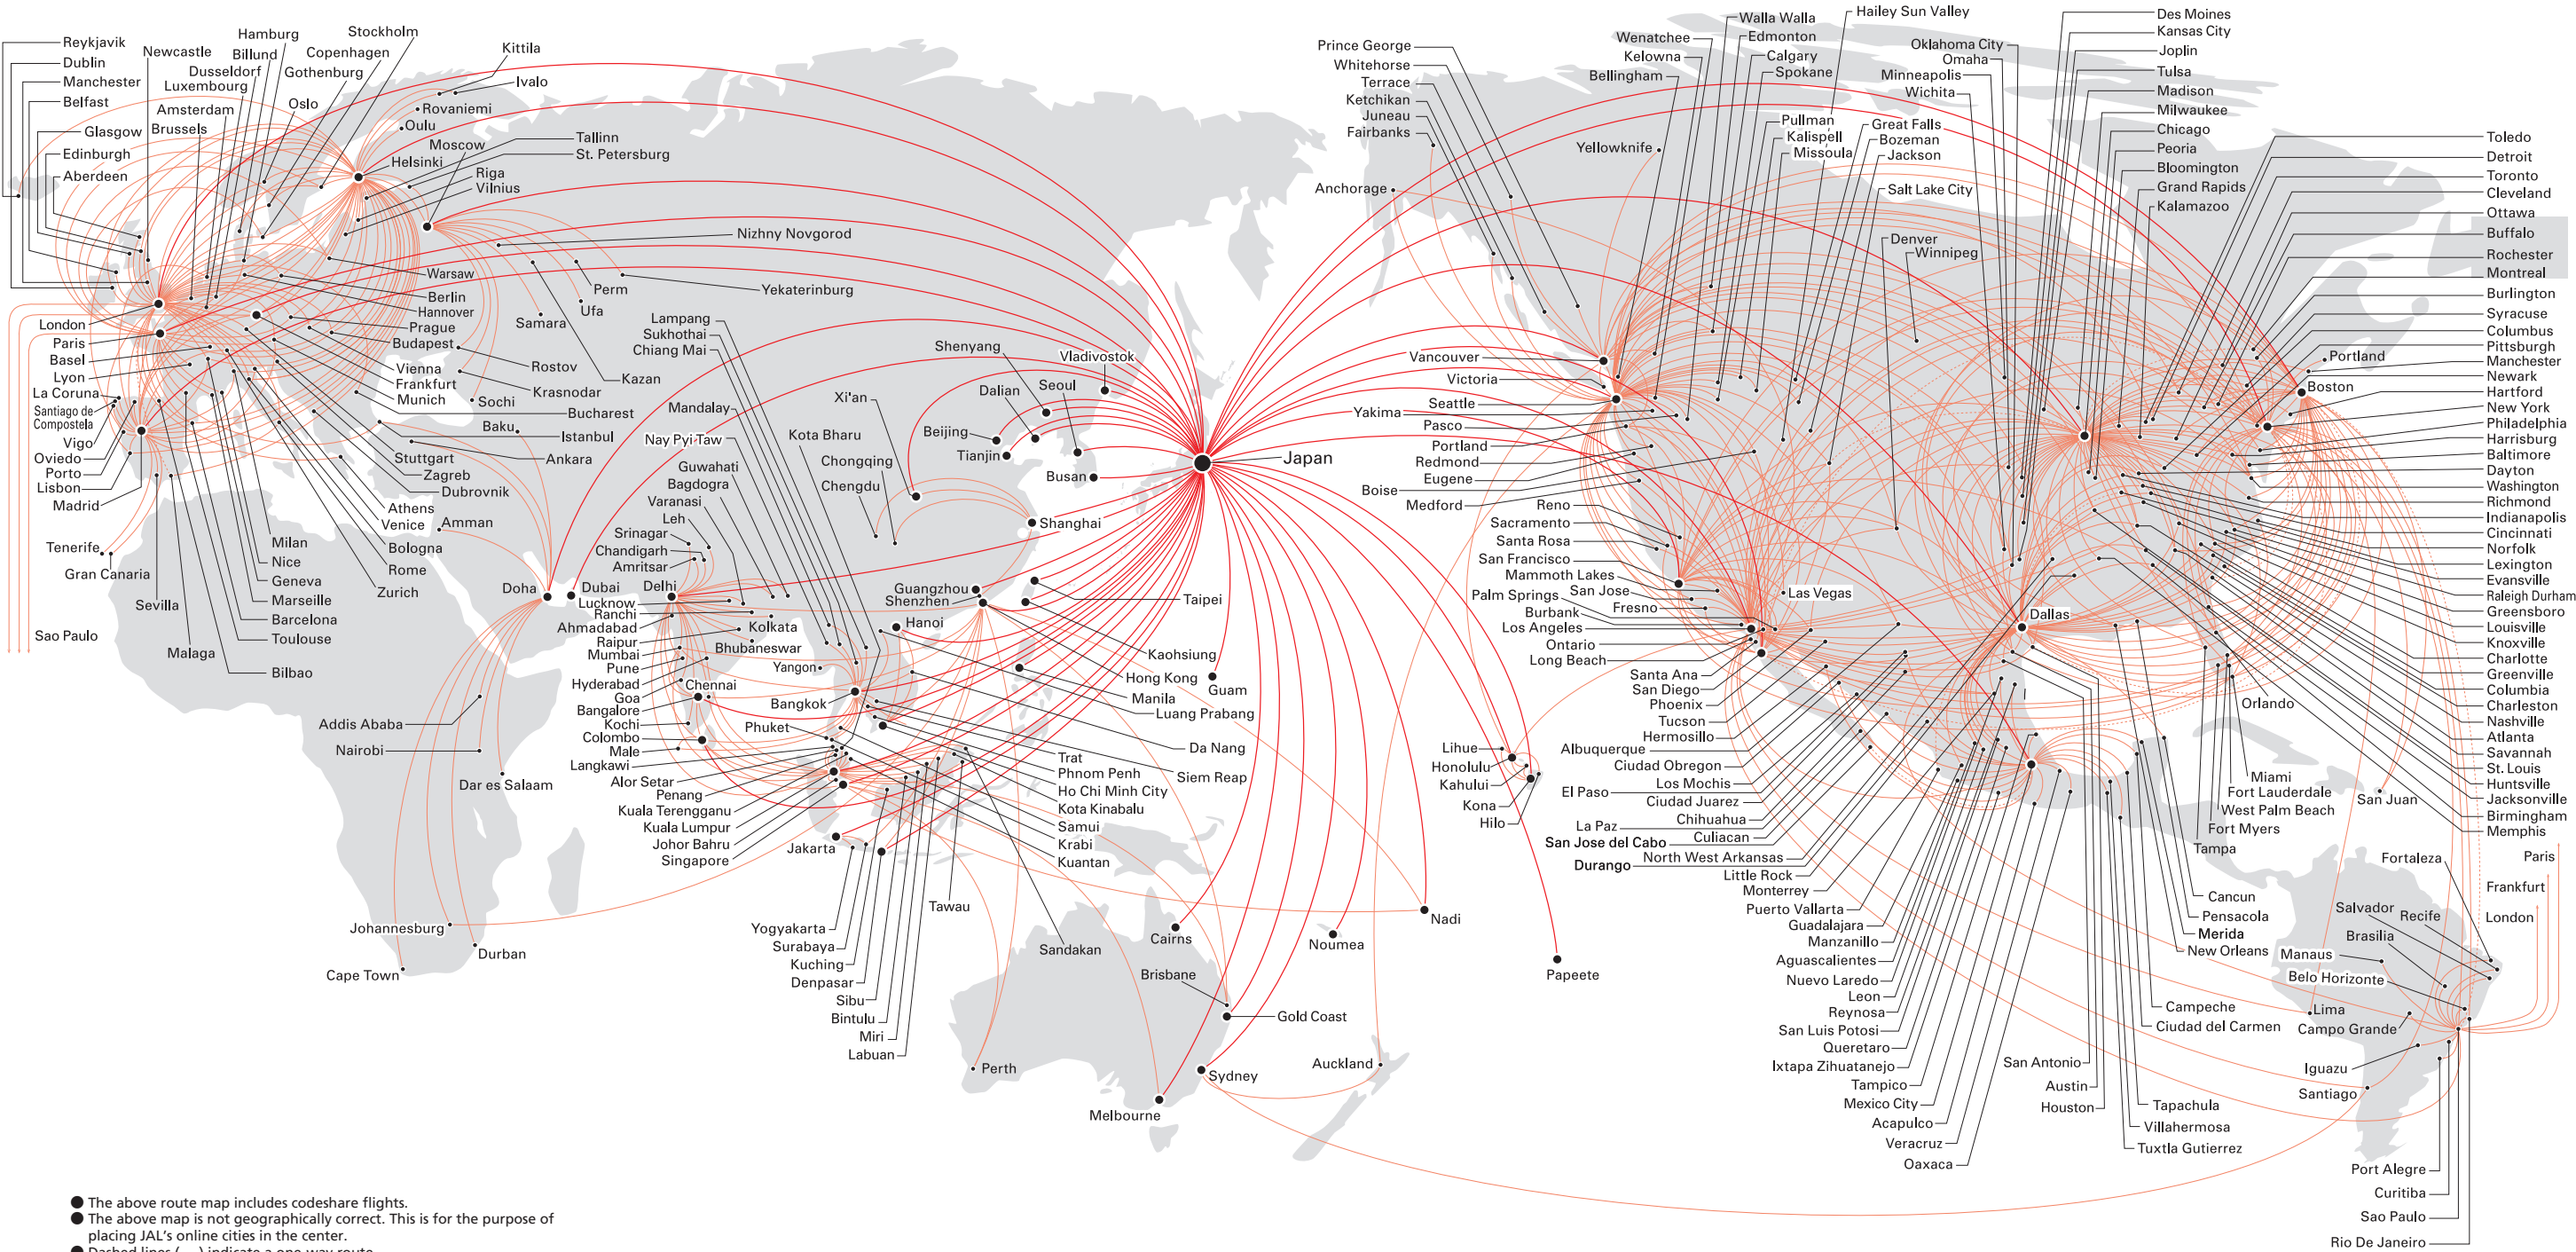 Reykjavik
Dublin
Manchester
Belfast
Glasgow
Edinburgh
Aberdeen
Newcastle
Hamburg
Billund
Dusseldorf
Luxembourg
Amsterdam
Brussels
Stockholm
Copenhagen
Gothenburg
Oslo
Kittila
Ivalo
Rovaniemi
Oulu
Moscow
Helsinki
Tallinn
St. Petersburg
Riga
Vilnius
Nizhny Novgorod
Warsaw
Perm
Yekaterinburg
Ufa
Samara
Berlin
Hannover
Prague
Budapest
Vienna
Frankfurt
Munich
Rostov
Kazan
Krasnodar
Sochi
Bucharest
Baku
Istanbul
Ankara
Stuttgart
Zagreb
Dubrovnik
Athens
Venice
Amman
Bologna
Rome
Zurich
London
Paris
Basel
Lyon
La Coruna
Santiago de
Compostela
Vigo
Oviedo
Porto
Lisbon
Madrid
Tenerife
Gran Canaria
Sevilla
Malaga
Milan
Nice
Geneva
Marseille
Barcelona
Toulouse
Bilbao
Sao Paulo
Lampang
Sukhothai
Chiang Mai
Mandalay
Nay Pyi Taw
Guwahati
Bagdogra
Varanasi
Leh
Srinagar
Chandigarh
Amritsar
Doha
Dubai
Delhi
Lucknow
Ranchi
Ahmadabad
Raipur
Mumbai
Pune
Hyderabad
Goa
Bangalore
Kochi
Colombo
Male
Langkawi
Alor Setar
Penang
Kuala Terengganu
Kuala Lumpur
Johor Bahru
Singapore
Kolkata
Bhubaneswar
Yangon
Chennai
Bangkok
Phuket
Jakarta
Addis Ababa
Nairobi
Dar es Salaam
Johannesburg
Durban
Cape Town
Shenyang
Vladivostok
Dalian
Seoul
Xi'an
Kota Bharu
Beijing
Chongqing
Tianjin
Chengdu
Busan
Japan
Shanghai
Guangzhou
Shenzhen
Taipei
Hanoi
Kaohsiung
Hong Kong
Guam
Manila
Luang Prabang
Da Nang
Siem Reap
Trat
Phnom Penh
Ho Chi Minh City
Kota Kinabalu
Samui
Krabi
Kuantan
Tawau
Sandakan
Yogyakarta
Surabaya
Kuching
Denpasar
Sibu
Bintulu
Miri
Labuan
Cairns
Brisbane
Gold Coast
Perth
Sydney
Melbourne
Noumea
Nadi
Papeete
Auckland
Prince George
Whitehorse
Terrace
Ketchikan
Juneau
Fairbanks
Anchorage
Yellowknife
Wenatchee
Kelowna
Bellingham
Walla Walla
Edmonton
Calgary
Spokane
Hailey Sun Valley
Pullman
Kalispell
Missoula
Great Falls
Bozeman
Jackson
Salt Lake City
Denver
Winnipeg
Oklahoma City
Omaha
Minneapolis
Wichita
Des Moines
Kansas City
Joplin
Tulsa
Madison
Milwaukee
Chicago
Peoria
Bloomington
Grand Rapids
Kalamazoo
Toledo
Detroit
Toronto
Cleveland
Ottawa
Buffalo
Rochester
Montreal
Burlington
Syracuse
Columbus
Pittsburgh
Portland
Manchester
Newark
Boston
Hartford
New York
Philadelphia
Harrisburg
Baltimore
Dayton
Washington
Richmond
Indianapolis
Cincinnati
Norfolk
Lexington
Evansville
Raleigh Durham
Greensboro
Louisville
Knoxville
Charlotte
Greenville
Columbia
Charleston
Nashville
Atlanta
Savannah
St. Louis
Huntsville
Jacksonville
Birmingham
Memphis
Vancouver
Victoria
Seattle
Yakima
Pasco
Portland
Redmond
Eugene
Boise
Medford
Reno
Sacramento
Santa Rosa
San Francisco
Mammoth Lakes
San Jose
Palm Springs
Fresno
Burbank
Los Angeles
Ontario
Long Beach
Las Vegas
Dallas
Santa Ana
San Diego
Phoenix
Tucson
Hermosillo
Albuquerque
Ciudad Obregon
Los Mochis
El Paso
Ciudad Juarez
Chihuahua
La Paz
Culiacan
San Jose del Cabo
North West Arkansas
Durango
Little Rock
Monterrey
Puerto Vallarta
Guadalajara
Manzanillo
Aguascalientes
Nuevo Laredo
Leon
Reynosa
San Luis Potosi
Queretaro
Ixtapa Zihuatanejo
Tampico
Mexico City
Acapulco
Veracruz
Oaxaca
Lihue
Honolulu
Kahului
Kona
Hilo
Orlando
Miami
Fort Lauderdale
West Palm Beach
Fort Myers
Tampa
San Juan
Cancun
Pensacola
Merida
New Orleans
Campeche
Ciudad del Carmen
San Antonio
Austin
Houston
Tapachula
Villahermosa
Tuxtla Gutierrez
Paris
Frankfurt
London
Fortaleza
Salvador
Recife
Brasilia
Manaus
Belo Horizonte
Lima
Campo Grande
Iguazu
Santiago
Port Alegre
Curitiba
Sao Paulo
Rio De Janeiro
● The above route map includes codeshare flights.
● The above map is not geographically correct. This is for the purpose of
placing JAL's online cities in the center.
● Dashed lines (...) indicate a one-way route.